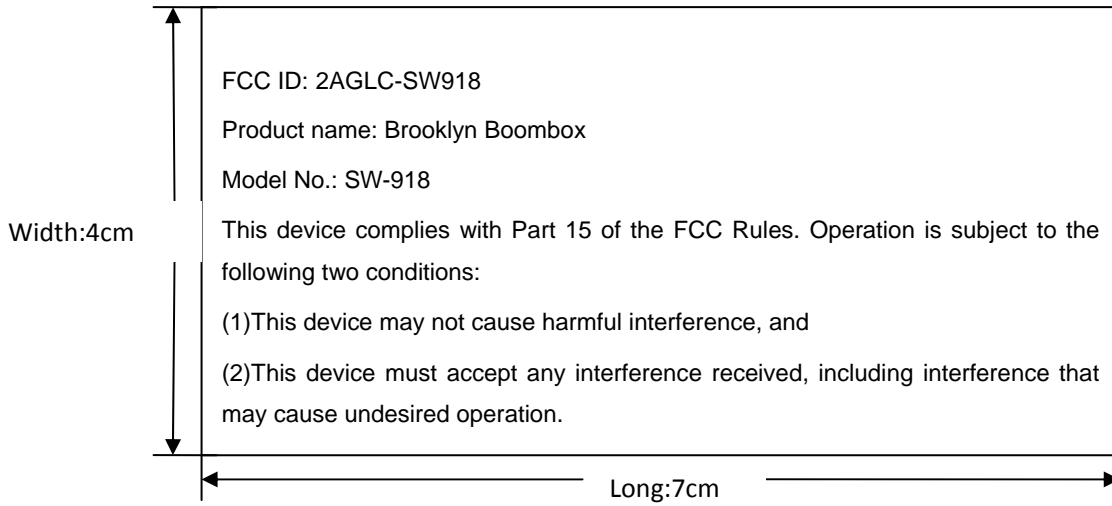 FCC ID: 2AGLC-SW918
Product name: Brooklyn Boombox
Model No.: SW-918
Width:4cm
This device complies with Part 15 of the FCC Rules. Operation is subject to the
following two conditions:
(1)This device may not cause harmful interference, and
(2)This device must accept any interference received, including interference that
may cause undesired operation.
Long:7cm